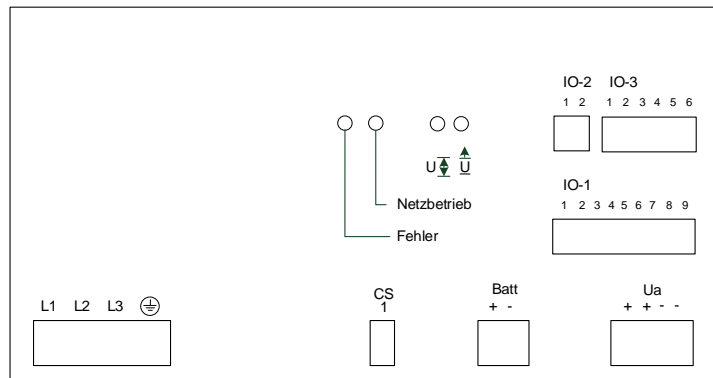 IO-2 IO-3
1 2 1 2 3 4 5 6
U U
IO-1
Netzbetrieb
1 2 3 4 5 6 7 8 9
Fehler
L1 L2 L3
CS
1
Batt
+ -
Ua
+ + - -